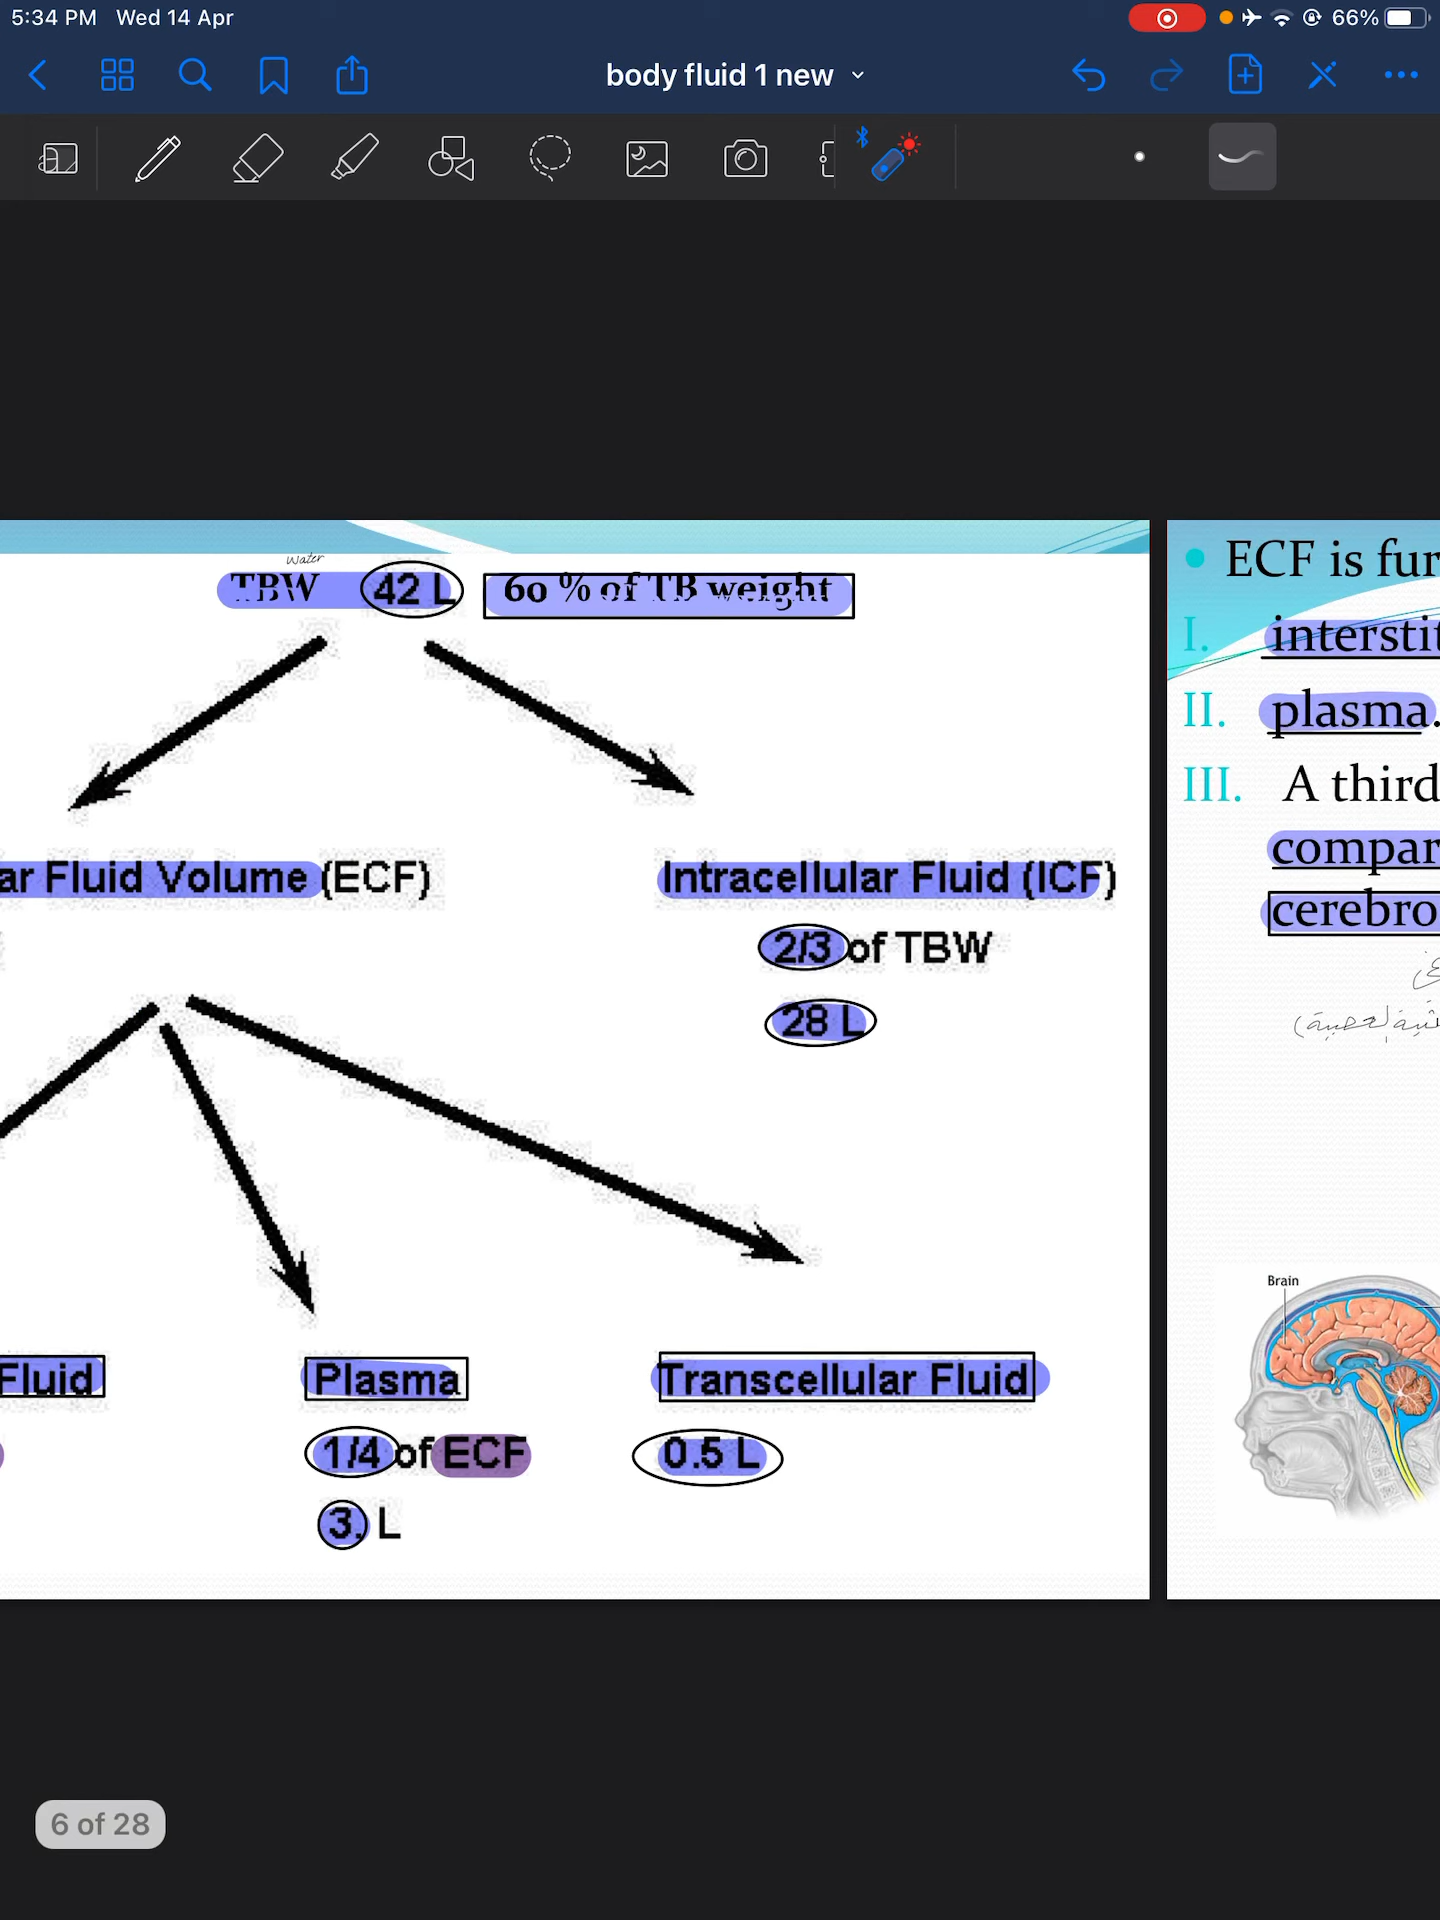 5:34 PM Wed 14 Apr
66%
body fluid 1 new
water
TBW 42 L 60 % of TB weight
ar Fluid Volume (ECF)
Intracellular Fluid (ICF)
2/3 of TBW
28 L
Fluid
Plasma
Transcellular Fluid
1/4 of ECF
0.5 L
3. L
ECF is fur
I. interstit
II. plasma.
III. A third
compar
cerebro
Brain
6 of 28